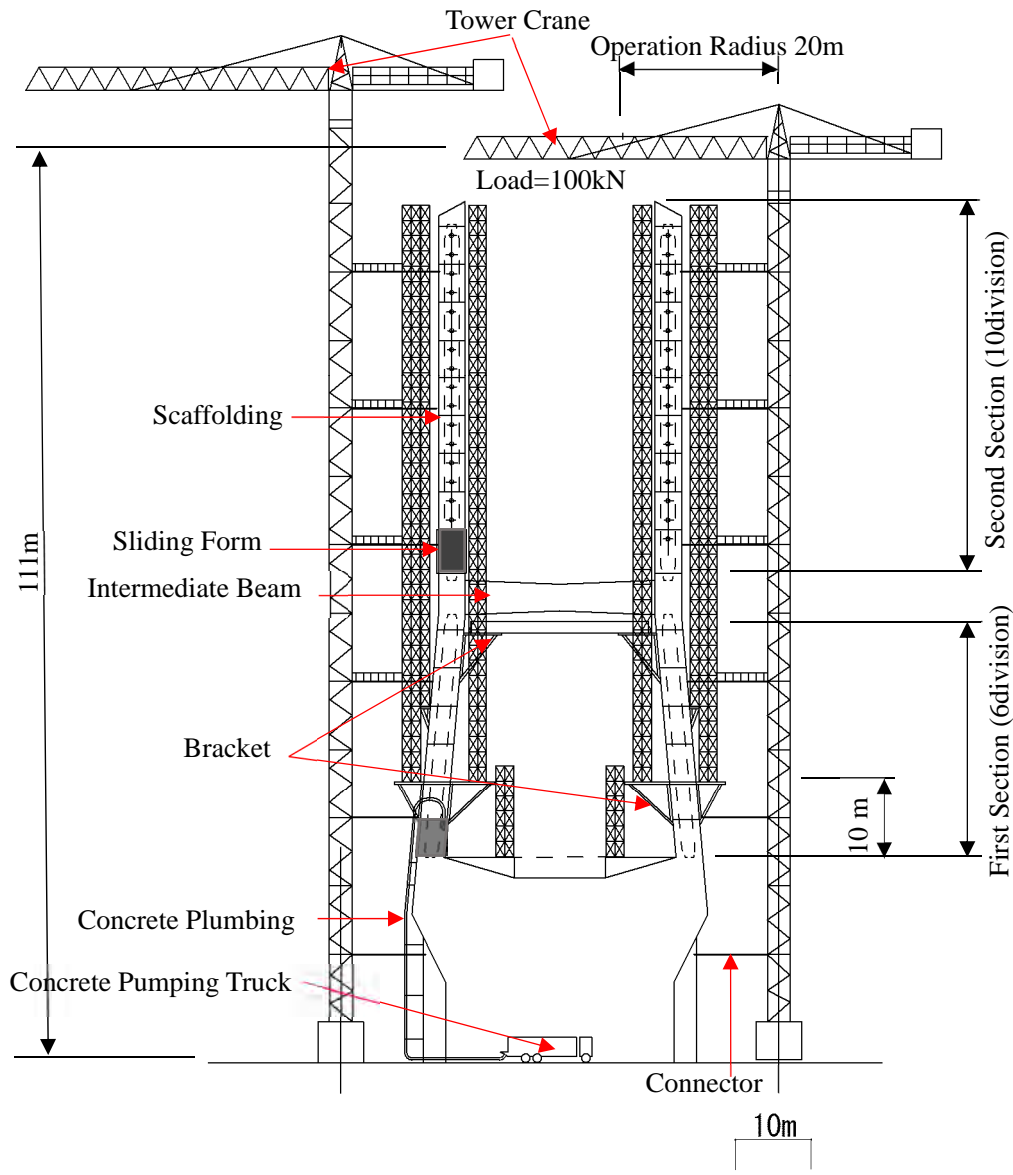 Tower Crane
Operation Radius 20m
Load=100kN
Scaffolding
Second Section (10division)
111m
Sliding Form
Intermediate Beam
Bracket
First Section (6division)
10 m
Concrete Plumbing
Concrete Pumping Truck
Connector
10m